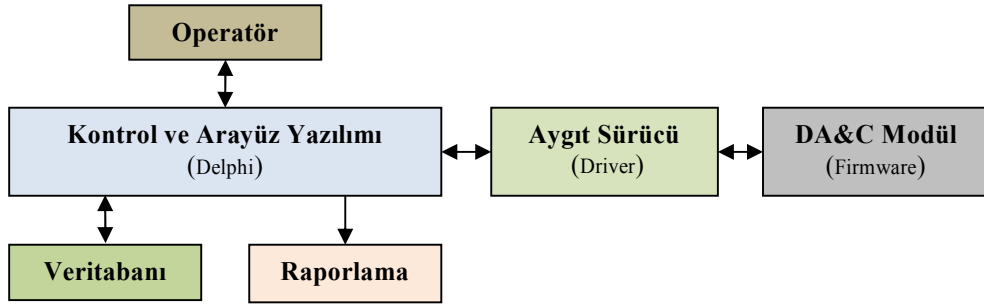 Operatör
Kontrol ve Arayüz Yazılımı
(Delphi)
Aygıt Sürücü
(Driver)
DA&C Modül
(Firmware)
Veritabanı
Raporlama